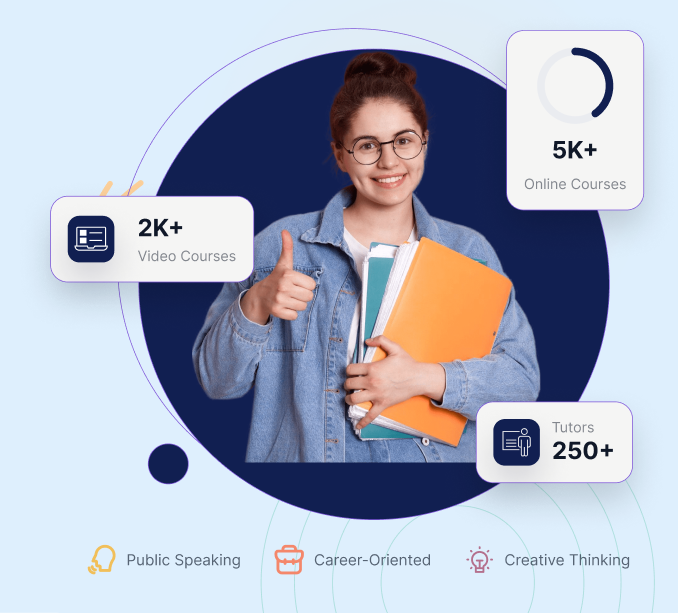 5K+
Online Courses
2K+
Video Courses
Tutors
250+
Public Speaking
Career-Oriented
Creative Thinking